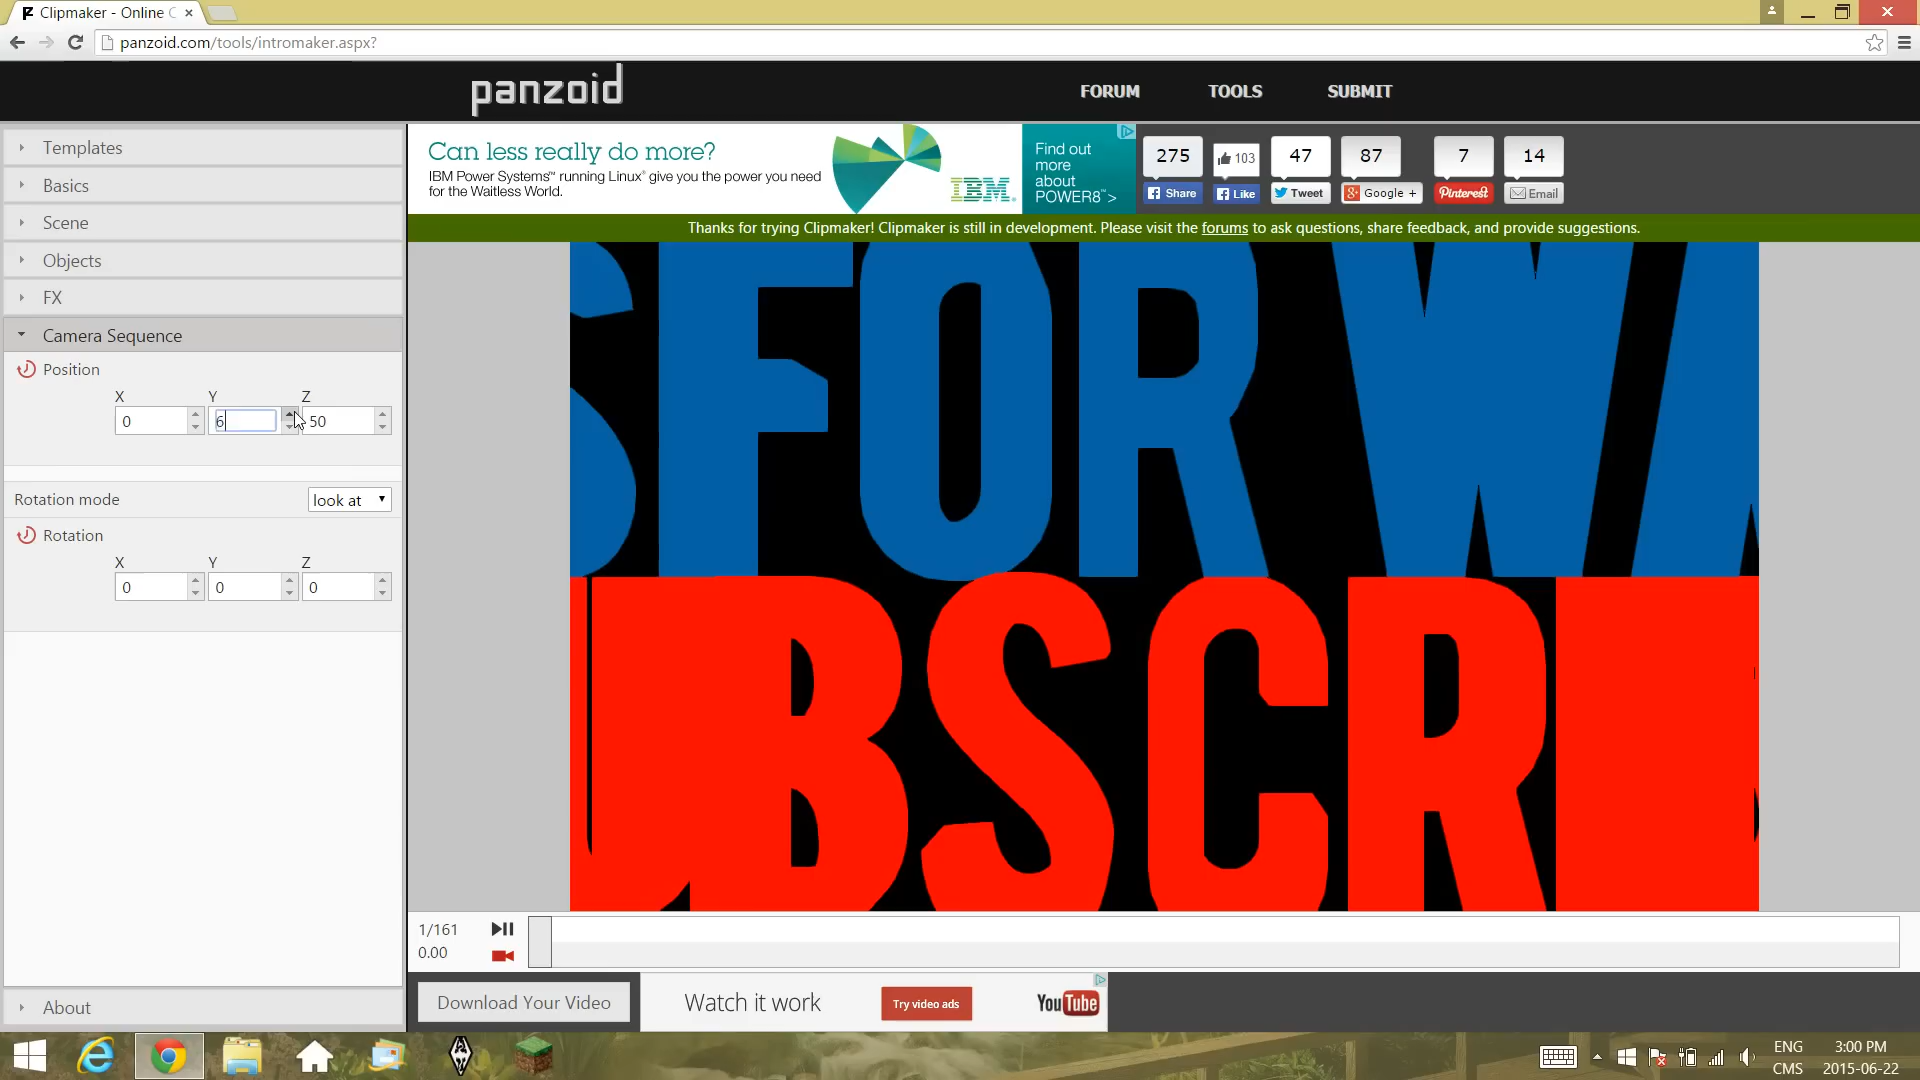 Clipmaker - Online C
panzoid.com/tools/intromaker.aspx?
panzoid
FORUM
TOOLS
SUBMIT
Templates
Basics
Scene
Objects
FX
Camera Sequence
Position
X Y Z
0 6 50
Rotation mode look at
Rotation
X Y Z
0 0 0
About
Can less really do more?
IBM Power Systems™ running Linux® give you the power you need
for the Waitless World.
IBM.
Find out
more
about
POWER8™>
275 103 47 87 7 14
Share Like Tweet Google + Pinterest Email
Thanks for trying Clipmaker! Clipmaker is still in development. Please visit the forums to ask questions, share feedback, and provide suggestions.
SFORWA
UBSCRI
1/161
0.00
Download Your Video
Watch it work
Try video ads
YouTube
ENG
CMS
3:00 PM
2015-06-22